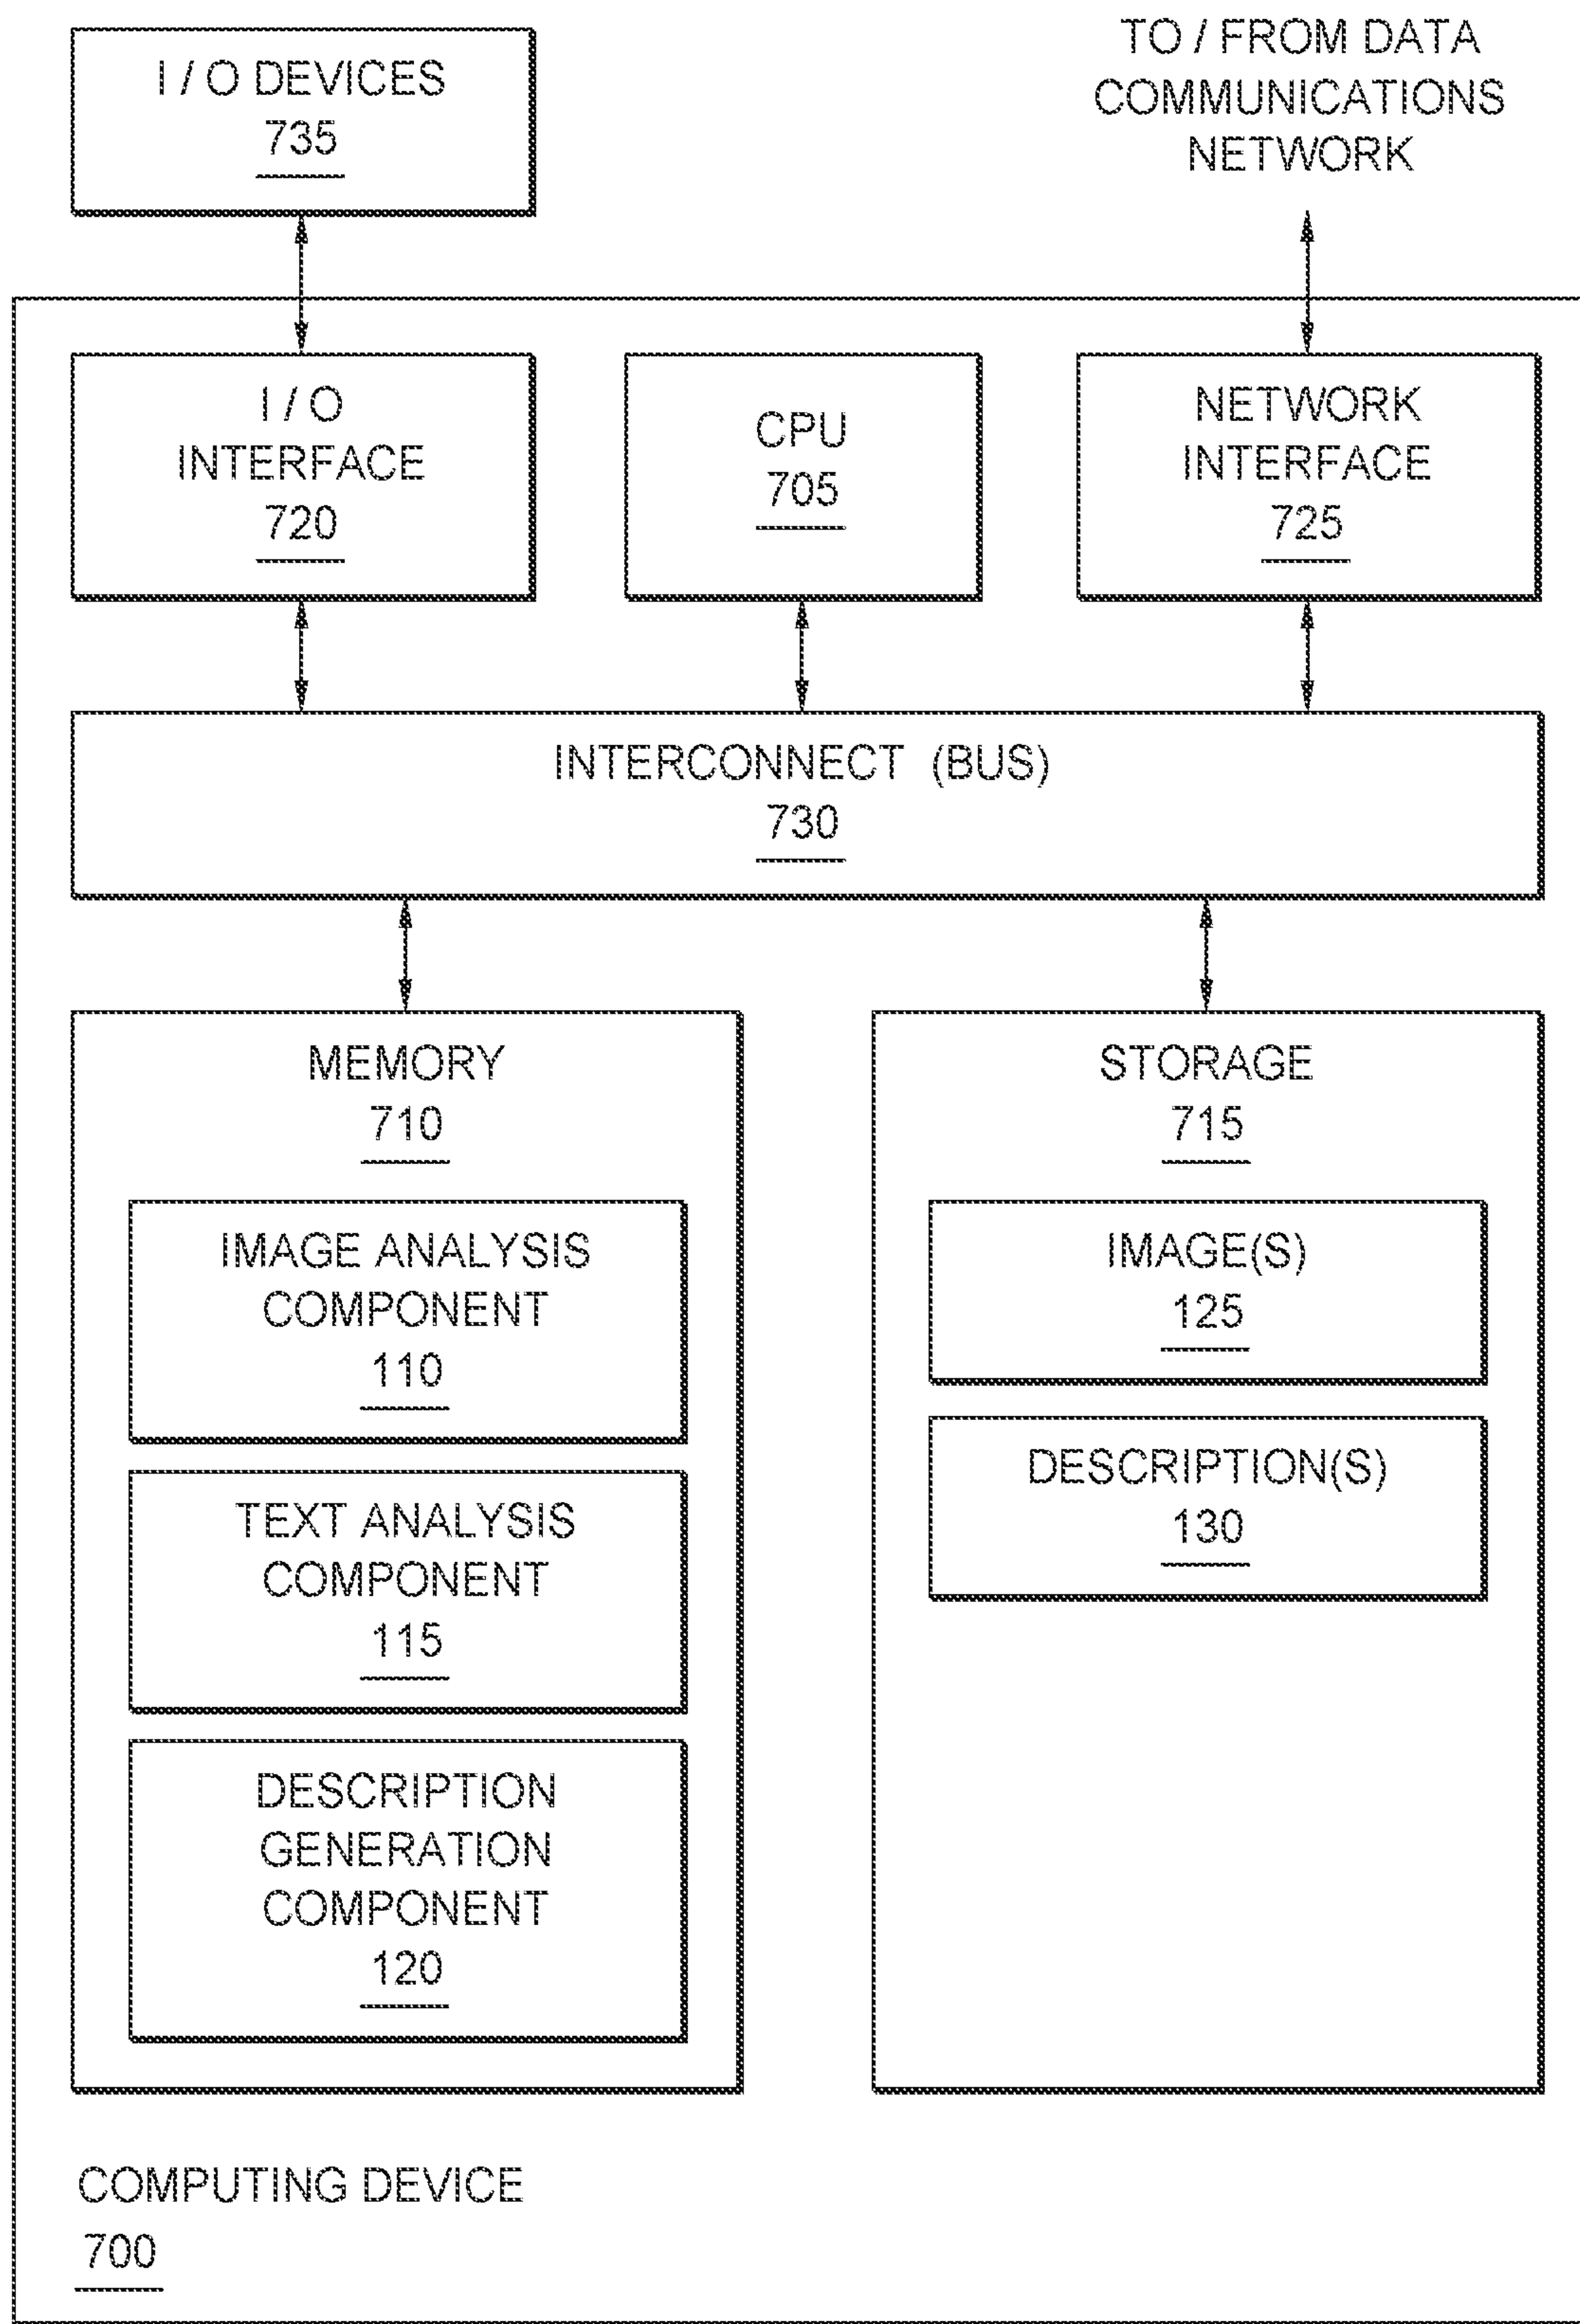 I / O DEVICES
735
TO / FROM DATA
COMMUNICATIONS
NETWORK
I / O
INTERFACE
720
CPU
705
NETWORK
INTERFACE
725
INTERCONNECT (BUS)
730
MEMORY
710
IMAGE ANALYSIS
COMPONENT
110
TEXT ANALYSIS
COMPONENT
115
DESCRIPTION
GENERATION
COMPONENT
120
STORAGE
715
IMAGE(S)
125
DESCRIPTION(S)
130
COMPUTING DEVICE
700